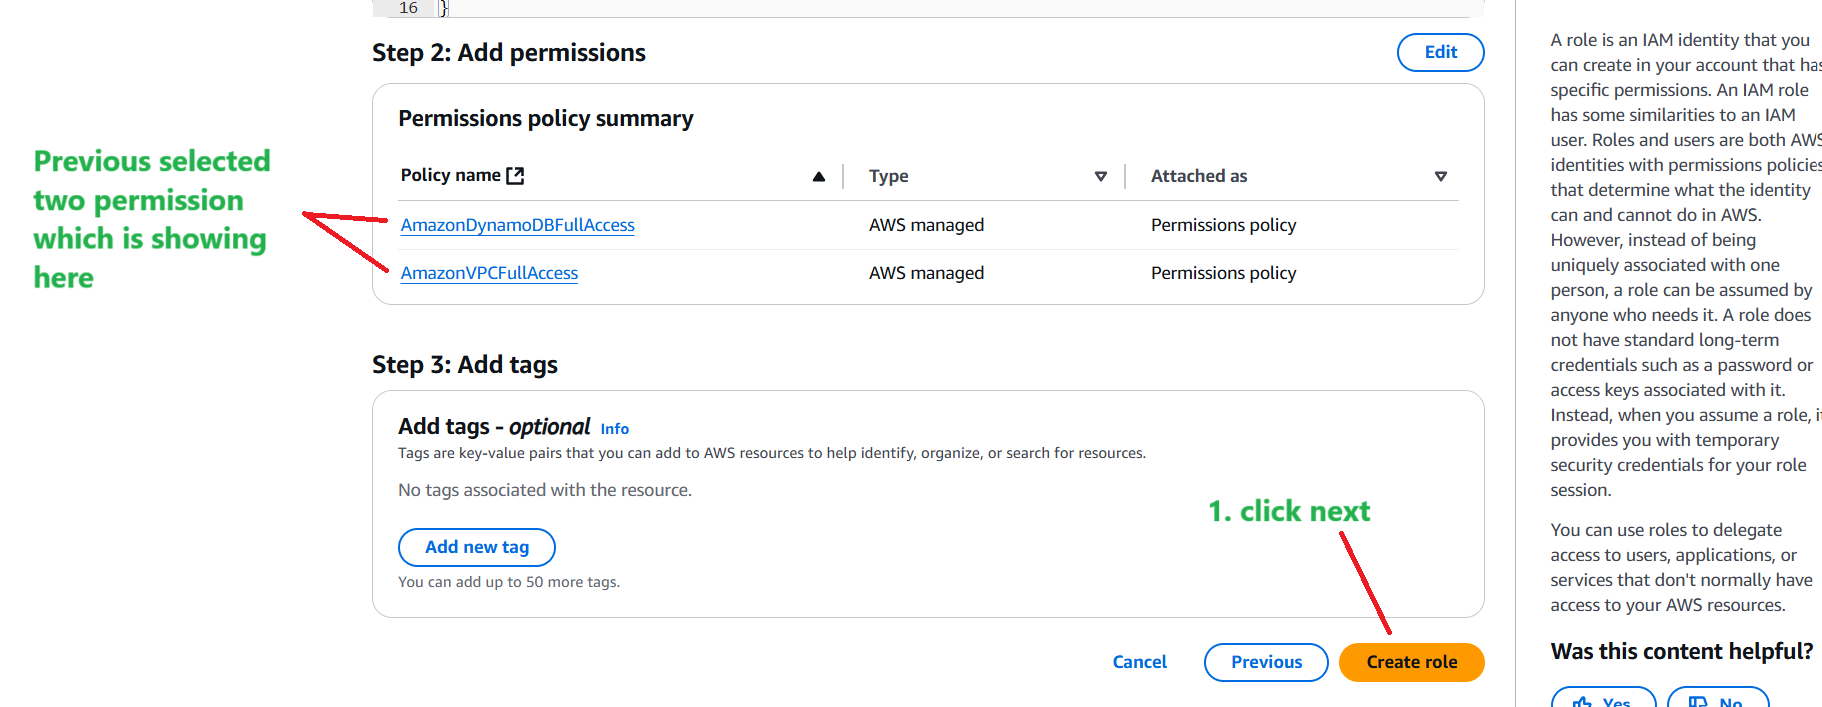 16 }
Step 2: Add permissions
Edit
Permissions policy summary
Policy name
Type
Attached as
AmazonDynamoDBFullAccess
AWS managed
Permissions policy
AmazonVPCFullAccess
AWS managed
Permissions policy
Previous selected
two permission
which is showing
here
Step 3: Add tags
Add tags - optional Info
Tags are key-value pairs that you can add to AWS resources to help identify, organize, or search for resources.
No tags associated with the resource.
Add new tag
You can add up to 50 more tags.
1. click next
Cancel
Previous
Create role
A role is an IAM identity that you
can create in your account that has
specific permissions. An IAM role
has some similarities to an IAM
user. Roles and users are both AWS
identities with permissions policies
that determine what the identity
can and cannot do in AWS.
However, instead of being
uniquely associated with one
person, a role can be assumed by
anyone who needs it. A role does
not have standard long-term
credentials such as a password or
access keys associated with it.
Instead, when you assume a role, it
provides you with temporary
security credentials for your role
session.
You can use roles to delegate
access to users, applications, or
services that don't normally have
access to your AWS resources.
Was this content helpful?
Yes
No